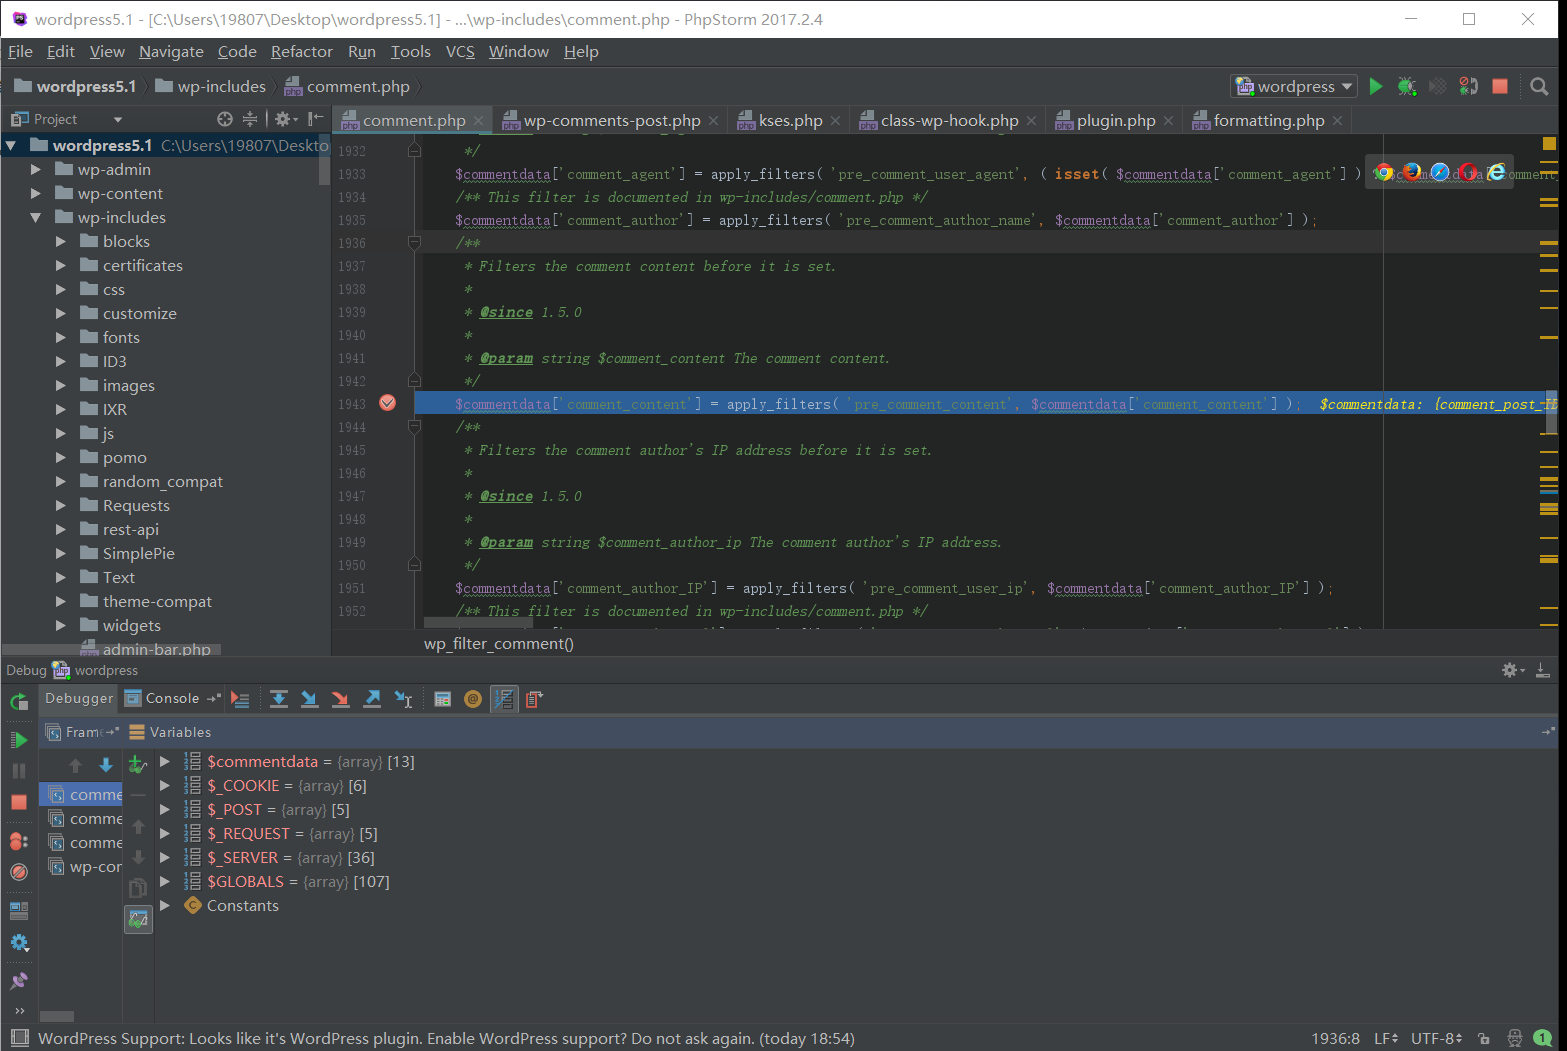 wordpress5.1 - [C:\Users\19807\Desktop\wordpress5.1] - ...\wp-includes\comment.php - PhpStorm 2017.2.4
File Edit View Navigate Code Refactor Run Tools VCS Window Help
wordpress5.1 wp-includes comment.php wordpress
Project
comment.php wp-comments-post.php kses.php class-wp-hook.php plugin.php formatting.php
wordpress5.1 C:\Users\19807\Deskto
wp-admin
wp-content
wp-includes
blocks
certificates
css
customize
fonts
ID3
images
IXR
js
pomo
random_compat
Requests
rest-api
SimplePie
Text
theme-compat
widgets
admin-bar.php
1932 */
1933 $commentdata['comment_agent'] = apply_filters( 'pre_comment_user_agent', ( isset( $commentdata['comment_agent'] )
1934 /** This filter is documented in wp-includes/comment.php */
1935 $commentdata['comment_author'] = apply_filters( 'pre_comment_author_name', $commentdata['comment_author'] );
1936 /**
1937 * Filters the comment content before it is set.
1938 *
1939 * @since 1.5.0
1940 *
1941 * @param string $comment_content The comment content.
1942 */
1943 $commentdata['comment_content'] = apply_filters( 'pre_comment_content', $commentdata['comment_content'] ); $commentdata: {comment_post_ID
1944 /**
1945 * Filters the comment author's IP address before it is set.
1946 *
1947 * @since 1.5.0
1948 *
1949 * @param string $comment_author_ip The comment author's IP address.
1950 */
1951 $commentdata['comment_author_IP'] = apply_filters( 'pre_comment_user_ip', $commentdata['comment_author_IP'] );
1952 /** This filter is documented in wp-includes/comment.php */
wp_filter_comment()
Debug wordpress
Debugger Console
Frame Variables
comme
comme
comme
wp-cor
$commentdata = {array} [13]
$_COOKIE = {array} [6]
$_POST = {array} [5]
$_REQUEST = {array} [5]
$_SERVER = {array} [36]
$GLOBALS = {array} [107]
Constants
WordPress Support: Looks like it's WordPress plugin. Enable WordPress support? Do not ask again. (today 18:54) 1936:8 LF UTF-8 1